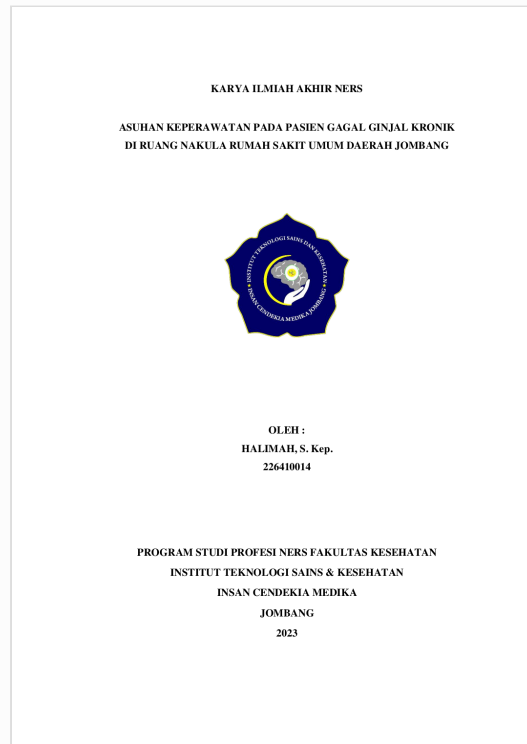 KARYA ILMIAH AKHIR NERS
ASUHAN KEPERAWATAN PADA PASIEN GAGAL GINJAL KRONIK
DI RUANG NAKULA RUMAH SAKIT UMUM DAERAH JOMBANG
INSTITUT TEKNOLOGI SAINS DAN KESEHATAN
INSAN CENDEKIA MEDIKA JOMBANG
OLEH :
HALIMAH, S. Kep.
226410014
PROGRAM STUDI PROFESI NERS FAKULTAS KESEHATAN
INSTITUT TEKNOLOGI SAINS & KESEHATAN
INSAN CENDEKIA MEDIKA
JOMBANG
2023